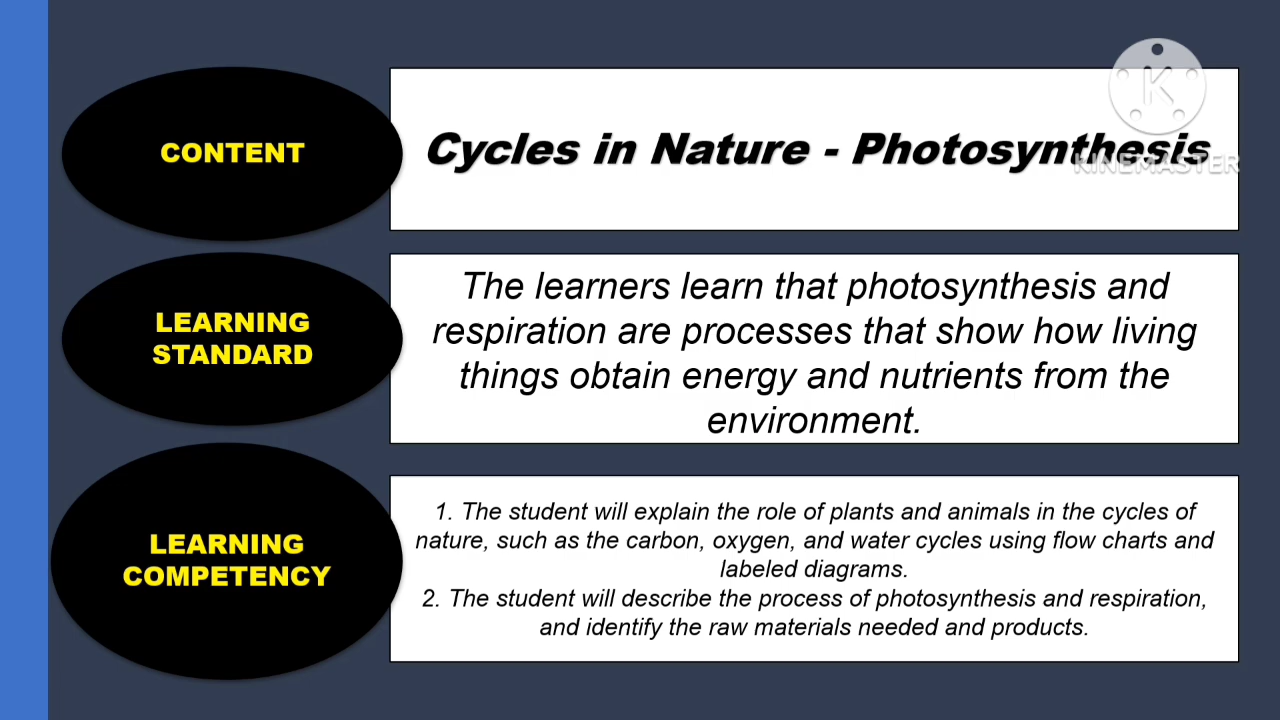 CONTENT
Cycles in Nature - Photosynthesis
K
KINEMASTER
LEARNING
STANDARD
The learners learn that photosynthesis and
respiration are processes that show how living
things obtain energy and nutrients from the
environment.
LEARNING
COMPETENCY
1. The student will explain the role of plants and animals in the cycles of
nature, such as the carbon, oxygen, and water cycles using flow charts and
labeled diagrams.
2. The student will describe the process of photosynthesis and respiration,
and identify the raw materials needed and products.